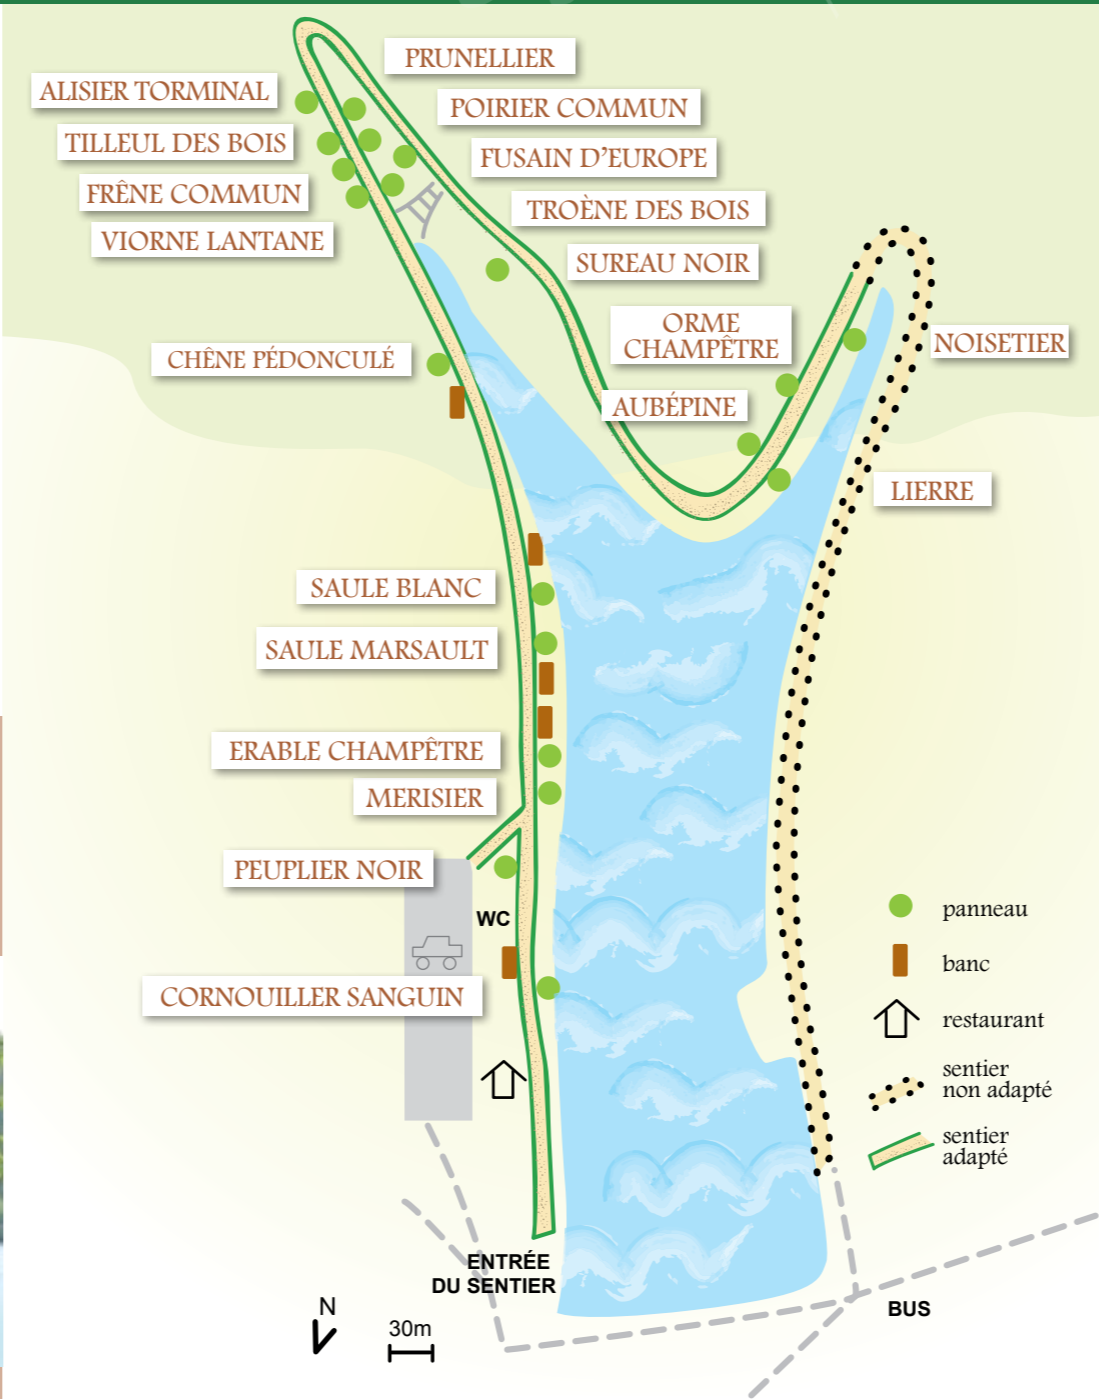 PRUNELLIER
ALISIER TORMINAL
POIRIER COMMUN
TILLEUL DES BOIS
FUSAIN D'EUROPE
FRÊNE COMMUN
TROÈNE DES BOIS
VIORNE LANTANE
SUREAU NOIR
ORME
CHAMPÊTRE
NOISETIER
CHÊNE PÉDONCULÉ
AUBÉPINE
LIERRE
SAULE BLANC
SAULE MARSAULT
ERABLE CHAMPÊTRE
MERISIER
PEUPLIER NOIR
WC
CORNOUILLER SANGUIN
panneau
banc
restaurant
sentier
non adapté
sentier
adapté
ENTRÉE
DU SENTIER
N
30m
BUS